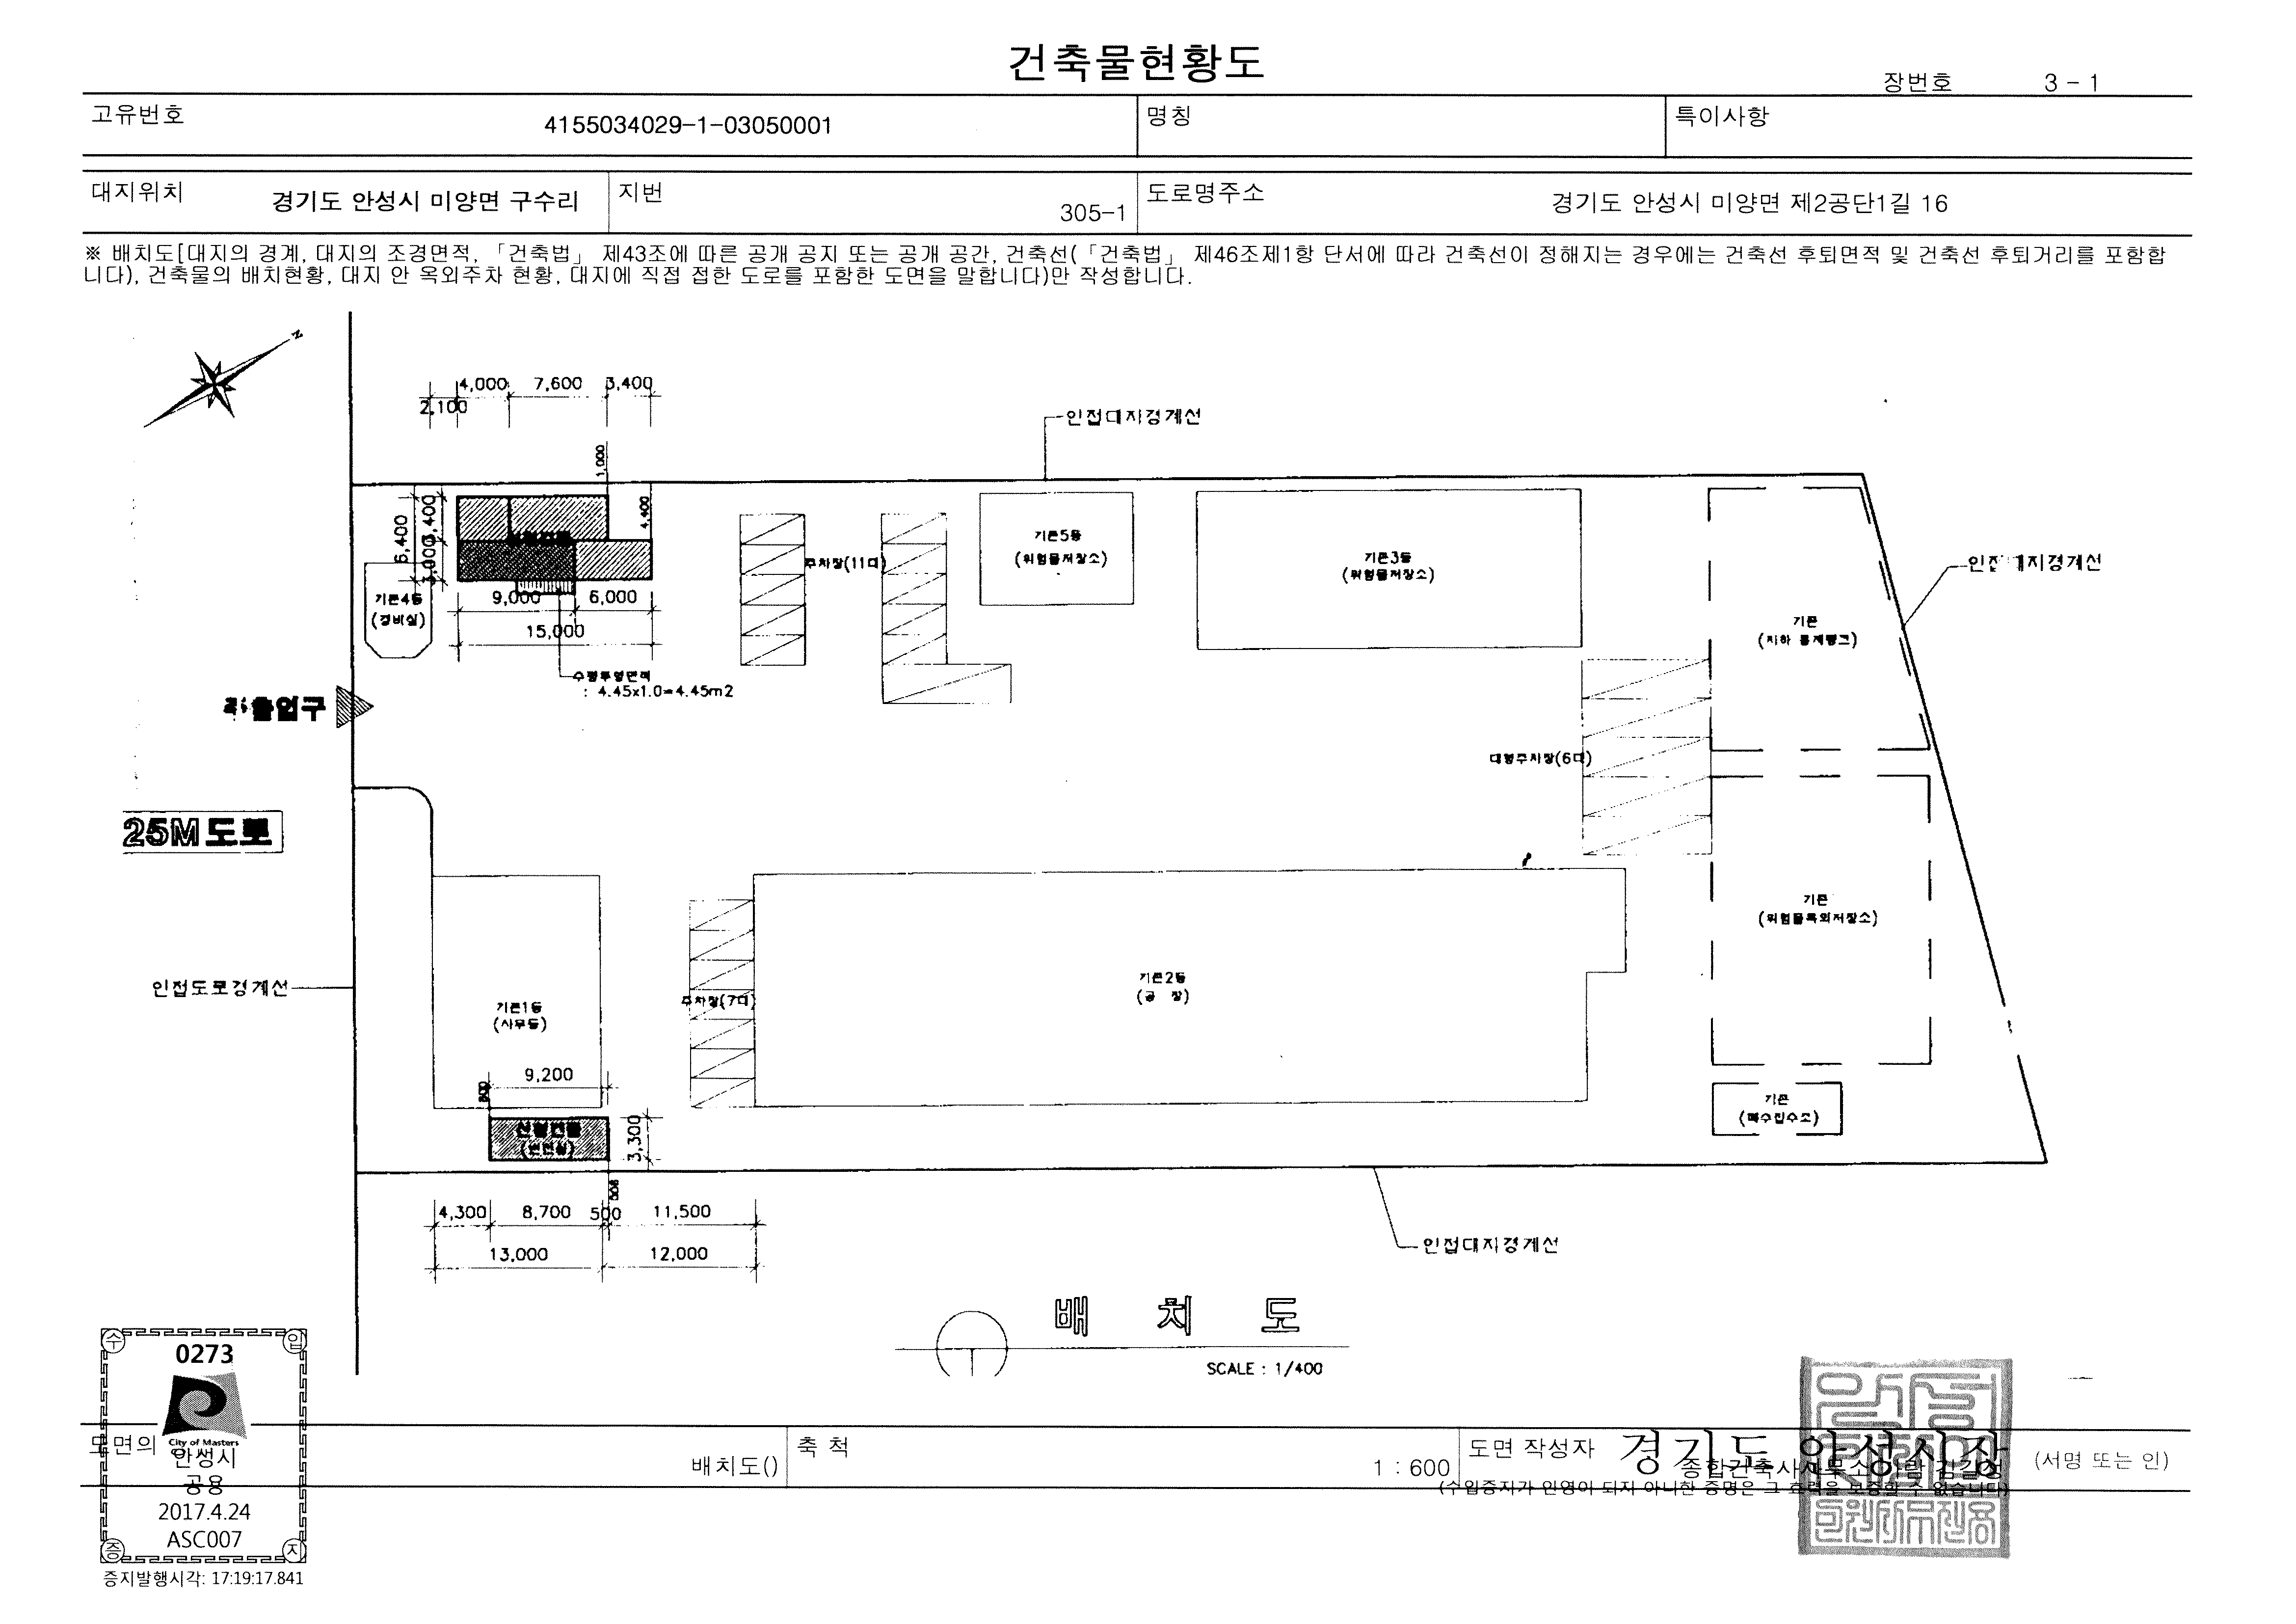 건축물현황도
장번호 3 - 1
고유번호 4155034029-1-03050001 명칭 특이사항
대지위치 경기도 안성시 미양면 구수리 지번 305-1 도로명주소 경기도 안성시 미양면 제2공단1길 16
※ 배치도[대지의 경계, 대지의 조경면적, 「건축법」 제43조에 따른 공개 공지 또는 공개 공간, 건축선(「건축법」 제46조제1항 단서에 따라 건축선이 정해지는 경우에는 건축선 후퇴면적 및 건축선 후퇴거리를 포함합
니다), 건축물의 배치현황, 대지 안 옥외주차 현황, 대지에 직접 접한 도로를 포함한 도면을 말합니다)만 작성합니다.
N
4,000 7,600 3,400
2,100
인접대지경계선
1,000
4,400
6,400
3,400
3,000
기존5동
(위험물저장소)
기존3동
(위험물저장소)
주차장(11대)
인접대지경계선
기존4동
(경비실)
9,000 6,000
15,000
기존
(지하 옥제탱크)
수평투영면적
: 4.45x1.0=4.45m2
출입구
대형주차장(6대)
25M 도로
기존
(위험물옥외저장소)
인접도로경계선
기존2동
(공 장)
주차장(7대)
기존1동
(사무동)
9,200
800
기존
(폐수집수조)
3,300
4,300 8,700 500 11,500
13,000 12,000
인접대지경계선
배 치 도
SCALE : 1/400
수 입
0273
City of Masters
안성시
공용
2017.4.24
ASC007
증 지
증지발행시각: 17:19:17.841
도면의
배치도()
축 척 1 : 600
도면 작성자 경기도 안성시장
종합건축사사무소
(서명 또는 인)
(수입증지가 인영이 되지 아니한 증명은 그 효력을 보증할 수 없습니다)